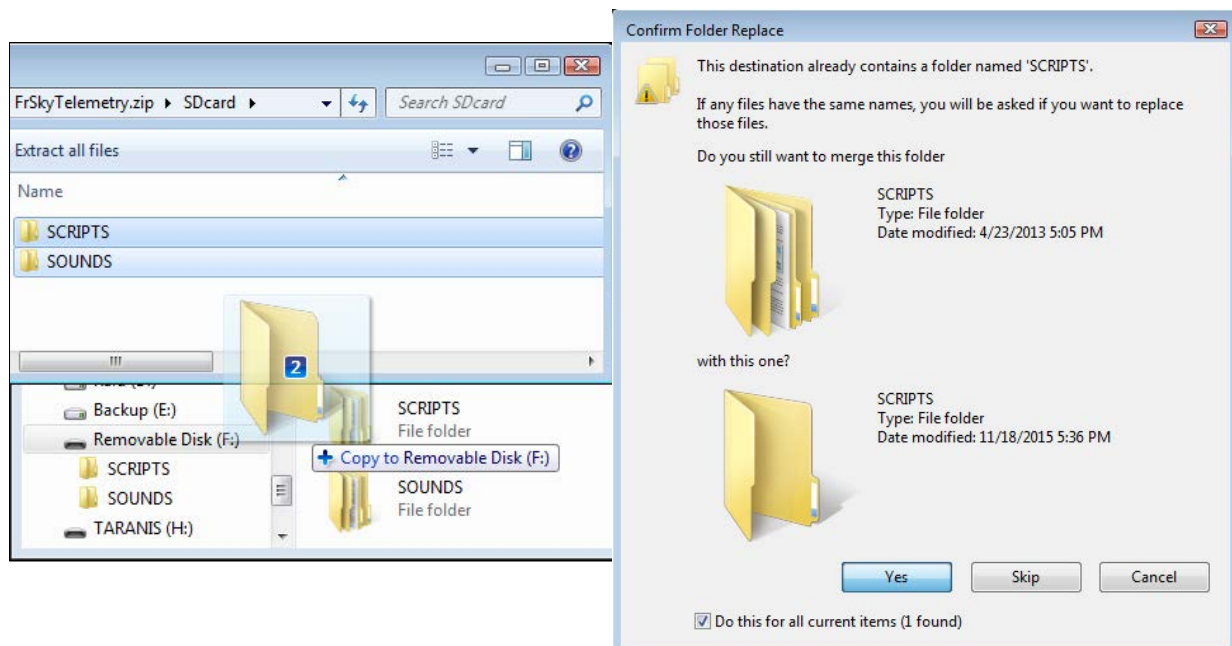 FrSkyTelemetry.zip ▸ SDcard ▸
Search SDcard
Extract all files
Name
SCRIPTS
SOUNDS
2
Backup (E:)
Removable Disk (F:)
SCRIPTS
SOUNDS
TARANIS (H:)
SCRIPTS
File folder
Copy to Removable Disk (F:)
SOUNDS
File folder
Confirm Folder Replace
This destination already contains a folder named 'SCRIPTS'.
If any files have the same names, you will be asked if you want to replace
those files.
Do you still want to merge this folder
SCRIPTS
Type: File folder
Date modified: 4/23/2013 5:05 PM
with this one?
SCRIPTS
Type: File folder
Date modified: 11/18/2015 5:36 PM
Yes
Skip
Cancel
Do this for all current items (1 found)